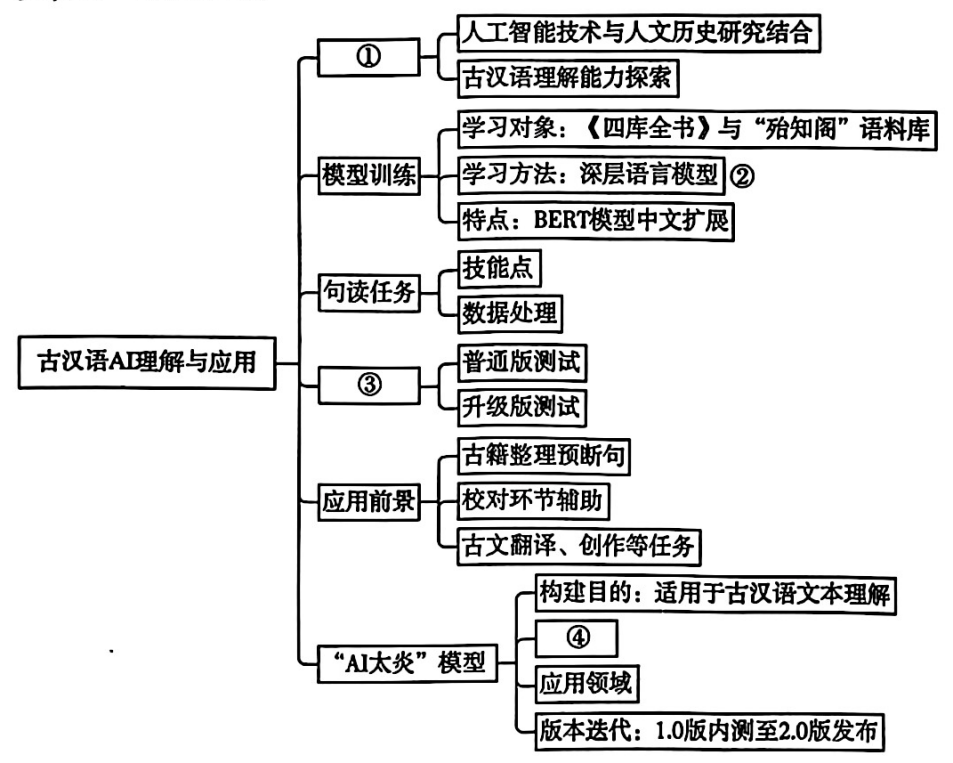 ①
人工智能技术与人文历史研究结合
古汉语理解能力探索
模型训练
学习对象：《四库全书》与“殆知阁”语料库
学习方法：深层语言模型②
特点：BERT模型中文扩展
句读任务
技能点
数据处理
古汉语AI理解与应用
③
普通版测试
升级版测试
应用前景
古籍整理预断句
校对环节辅助
古文翻译、创作等任务
“AI太炎”模型
构建目的：适用于古汉语文本理解
④
应用领域
版本迭代：1.0版内测至2.0版发布